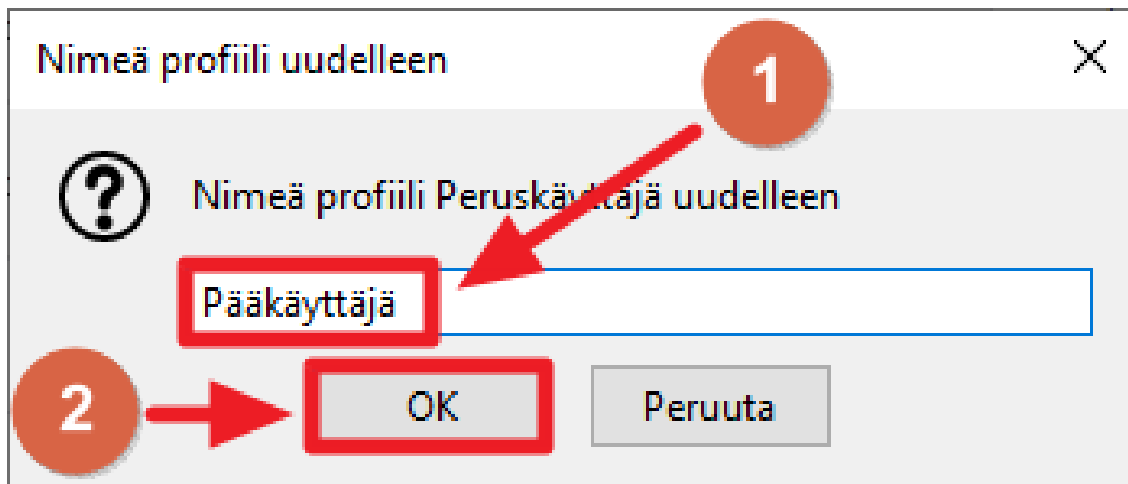 Nimeä profiili uudelleen
1
Nimeä profiili Peruskäyttäjä uudelleen
Pääkäyttäjä
2
OK
Peruuta